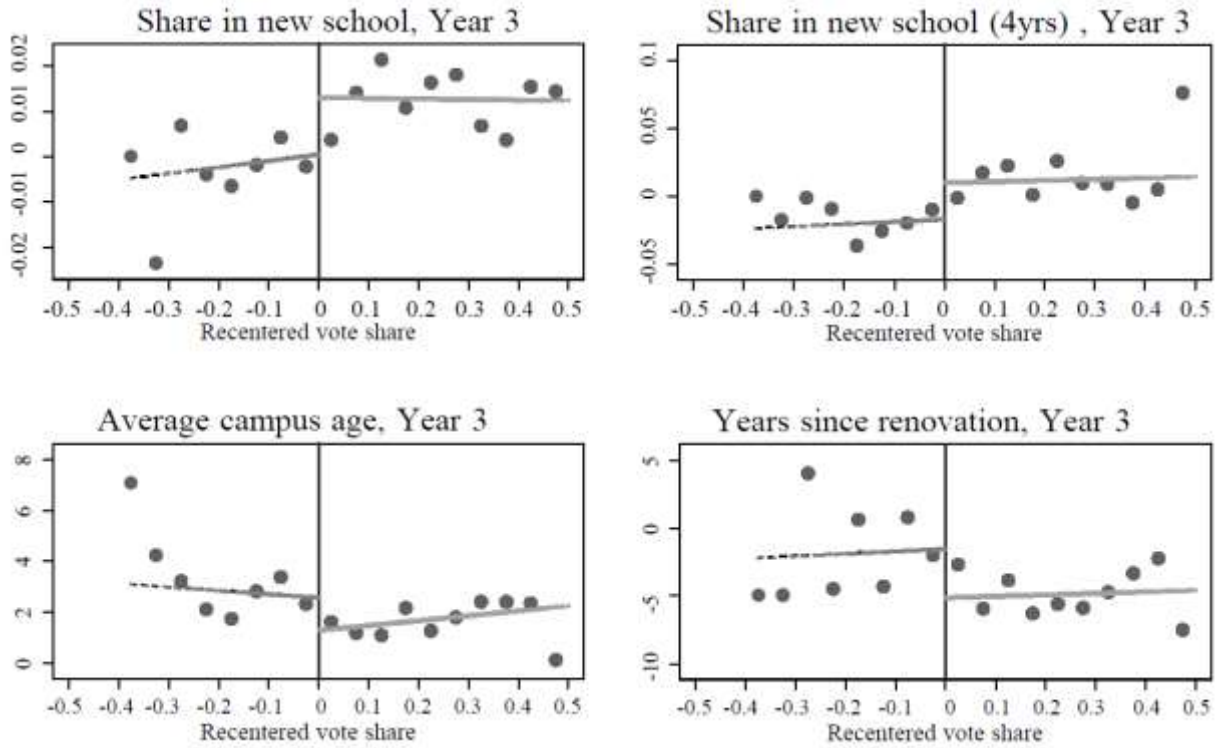 Share in new school, Year 3
0.02
0.01
0
-0.01
-0.02
-0.5 -0.4 -0.3 -0.2 -0.1 0 0.1 0.2 0.3 0.4 0.5
Recentered vote share
Share in new school (4yrs) , Year 3
0.1
0.05
0
-0.05
-0.5 -0.4 -0.3 -0.2 -0.1 0 0.1 0.2 0.3 0.4 0.5
Recentered vote share
Average campus age, Year 3
8
6
4
2
0
-0.5 -0.4 -0.3 -0.2 -0.1 0 0.1 0.2 0.3 0.4 0.5
Recentered vote share
Years since renovation, Year 3
5
0
-5
-10
-0.5 -0.4 -0.3 -0.2 -0.1 0 0.1 0.2 0.3 0.4 0.5
Recentered vote share